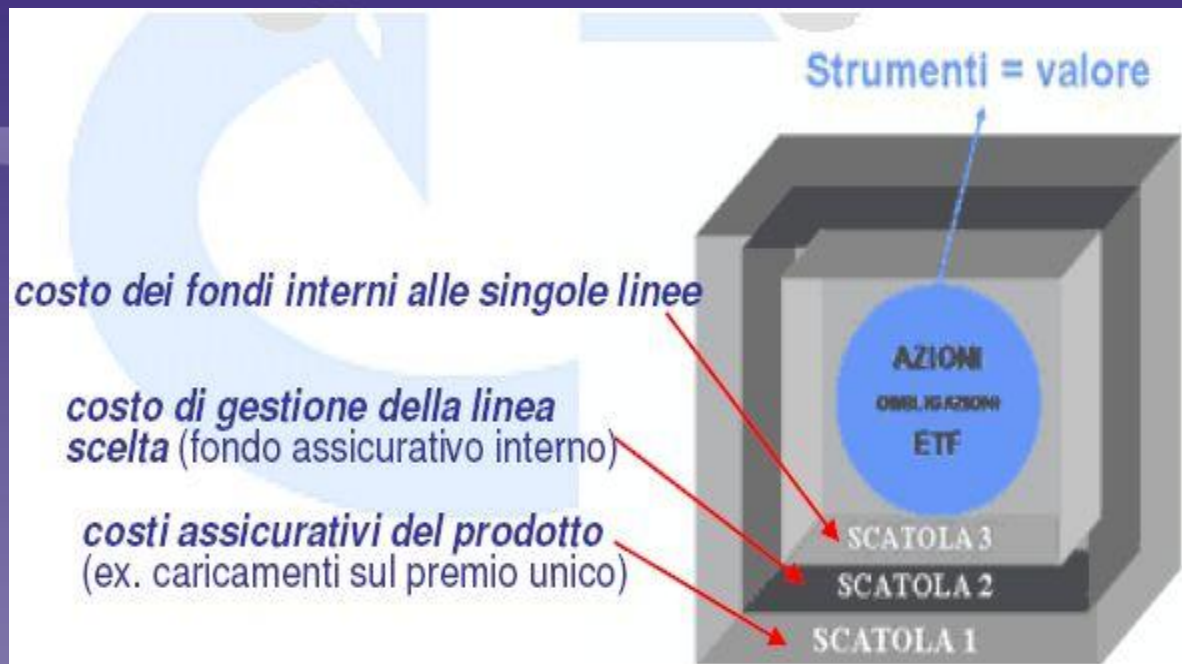 Strumenti = valore
costo dei fondi interni alle singole linee
AZIONI
OBBLIGAZIONI
ETF
costo di gestione della linea
scelta (fondo assicurativo interno)
costi assicurativi del prodotto
(ex. caricamenti sul premio unico)
SCATOLA 3
SCATOLA 2
SCATOLA 1